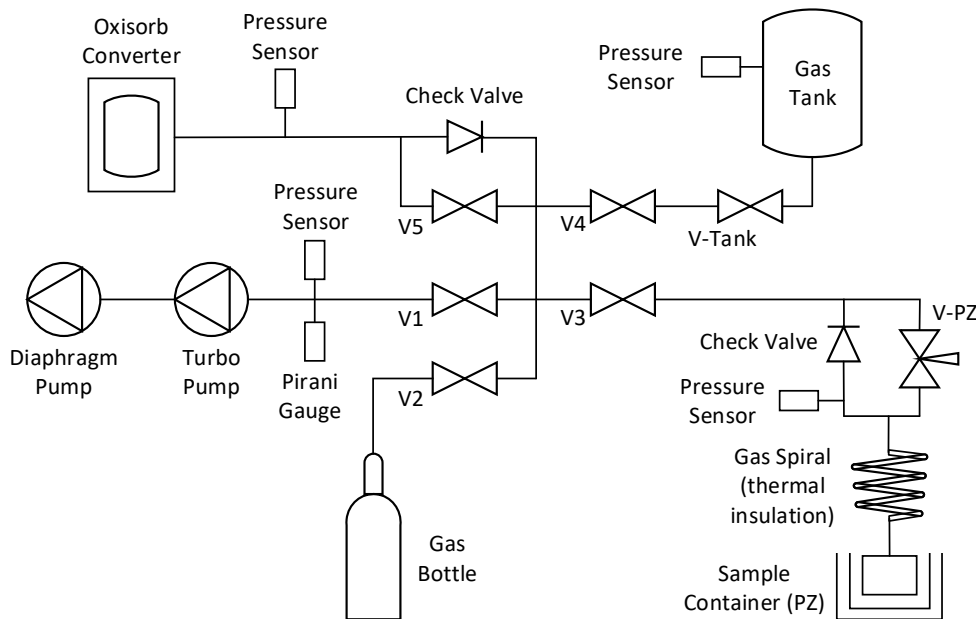 Oxisorb
Converter
Pressure
Sensor
Check Valve
Pressure
Sensor
Gas
Tank
V5
V4
V-Tank
Pressure
Sensor
V1
V3
V-PZ
Diaphragm
Pump
Turbo
Pump
Pirani
Gauge
V2
Check Valve
Pressure
Sensor
Gas Spiral
(thermal
insulation)
Gas
Bottle
Sample
Container (PZ)